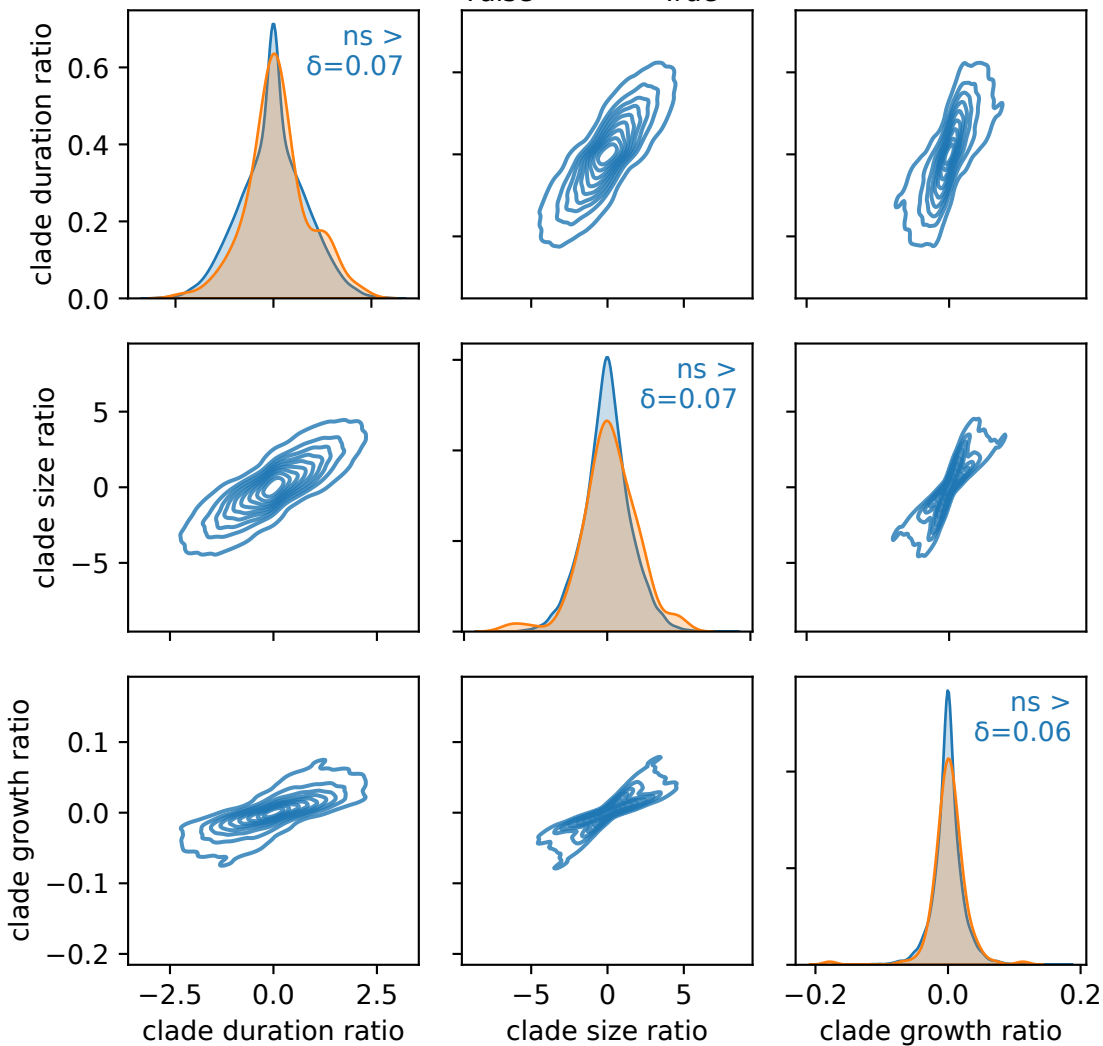 ns >
δ=0.07
clade duration ratio
0.6
0.4
0.2
0.0
ns >
δ=0.07
clade size ratio
5
0
−5
ns >
δ=0.06
clade growth ratio
0.1
0.0
−0.1
−0.2
−2.5 0.0 2.5
clade duration ratio
−5 0 5
clade size ratio
−0.2 0.0 0.2
clade growth ratio